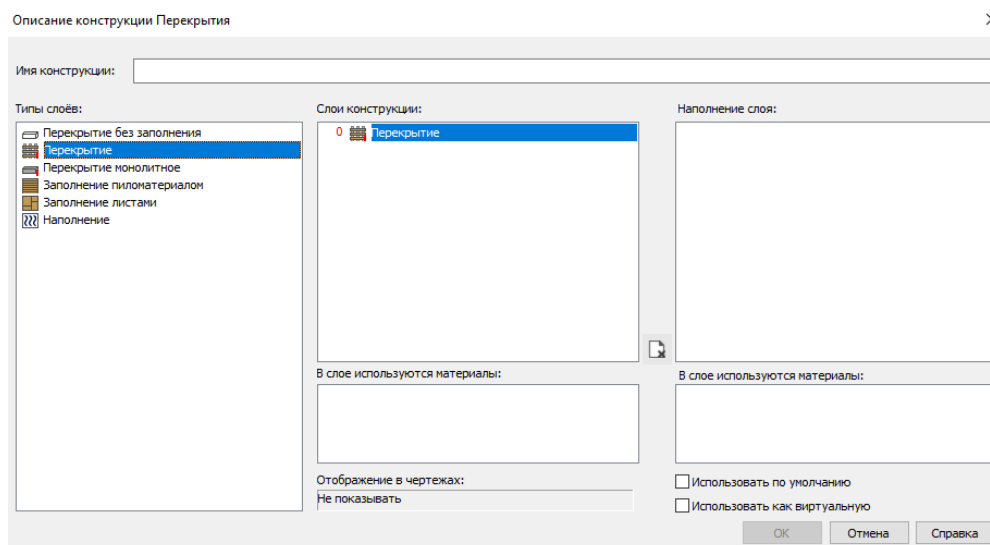 Описание конструкции Перекрытия
Имя конструкции:
Типы слоёв:
Перекрытие без заполнения
Перекрытие
Перекрытие монолитное
Заполнение пиломатериалом
Заполнение листами
Наполнение
Слои конструкции:
0 Перекрытие
В слое используются материалы:
Отображение в чертежах:
Не показывать
Наполнение слоя:
В слое используются материалы:
Использовать по умолчанию
Использовать как виртуальную
ОК Отмена Справка